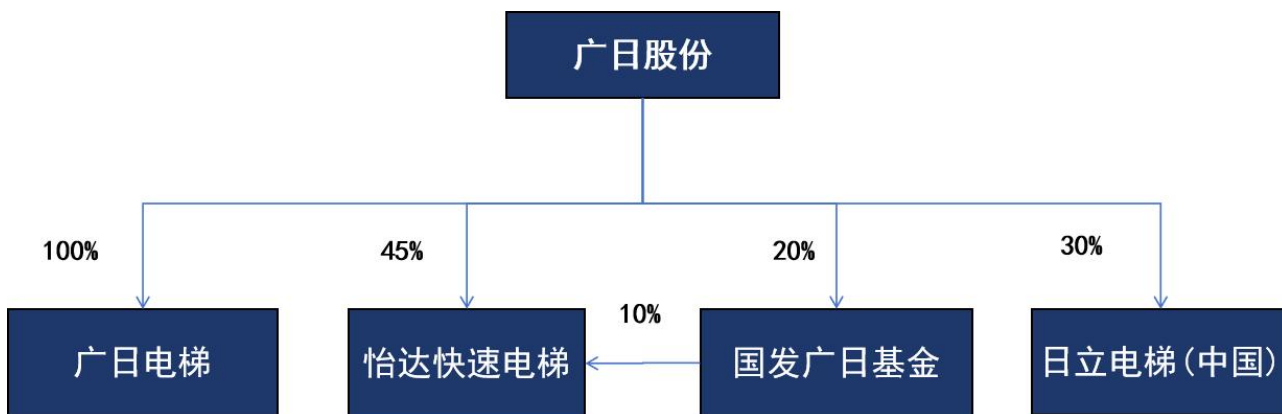 广日股份
100%
45%
20%
30%
10%
广日电梯
怡达快速电梯
国发广日基金
日立电梯(中国)